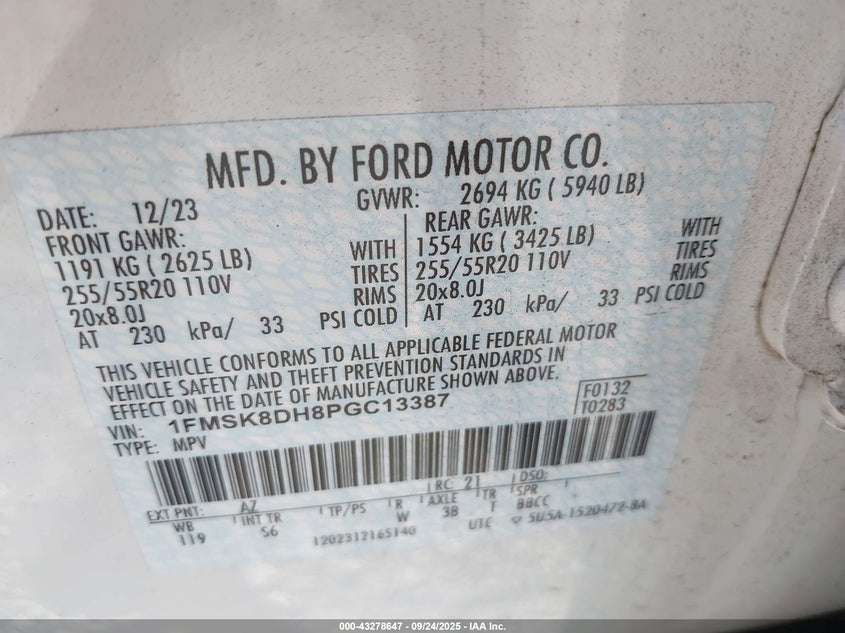 MFD. BY FORD MOTOR CO.
DATE: 12/23 GVWR: 2694 KG ( 5940 LB)
FRONT GAWR: WITH REAR GAWR: WITH
1191 KG ( 2625 LB) TIRES 1554 KG ( 3425 LB) TIRES
255/55R20 110V RIMS 255/55R20 110V RIMS
20x8.0J 20x8.0J
AT 230 kPa/ 33 PSI COLD AT 230 kPa/ 33 PSI COLD
THIS VEHICLE CONFORMS TO ALL APPLICABLE FEDERAL MOTOR
VEHICLE SAFETY AND THEFT PREVENTION STANDARDS IN
EFFECT ON THE DATE OF MANUFACTURE SHOWN ABOVE.
VIN: 1FMSK8DH8PGC13387 F0132
TYPE: MPV T0283
EXT PNT: AZ RC: 21 DSO:
WB INT TR TP/PS R AXLE TR SPR
119 S6 W 3B T BBCC
1202312165140 UTC ▽ 5U5A-1520472-BA
000-43278647 - 09/24/2025 - IAA Inc.